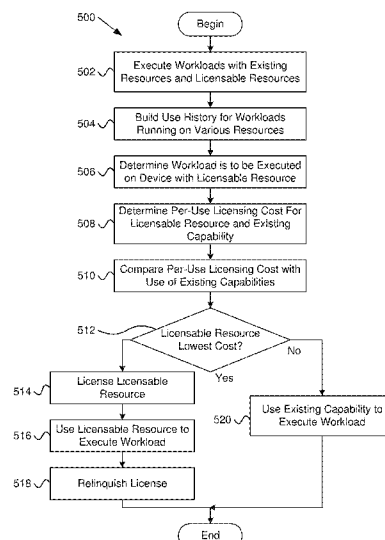 500
Begin
502
Execute Workloads with Existing
Resources and Licensable Resources
504
Build Use History for Workloads
Running on Various Resources
506
Determine Workload is to be Executed
on Device with Licensable Resource
508
Determine Per-Use Licensing Cost For
Licensable Resource and Existing
Capability
510
Compare Per-Use Licensing Cost with
Use of Existing Capabilities
512
Licensable Resource
Lowest Cost?
No
Yes
514
License Licensable
Resource
516
Use Licensable Resource to
Execute Workload
518
Relinquish License
520
Use Existing Capability to
Execute Workload
End